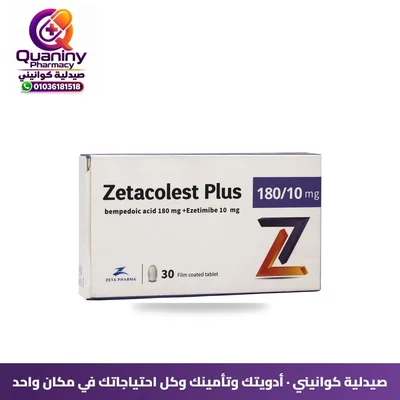 Quaniny
Pharmacy
صيدلية كوانيني
01036181518
Zetacolest Plus
180/10 mg
bempedoic acid 180 mg +Ezetimibe 10 mg
ZETA PHARMA
30 Film coated tablet
صيدلية كوانيني · أدويتك وتأمينك وكل احتياجاتك في مكان واحد